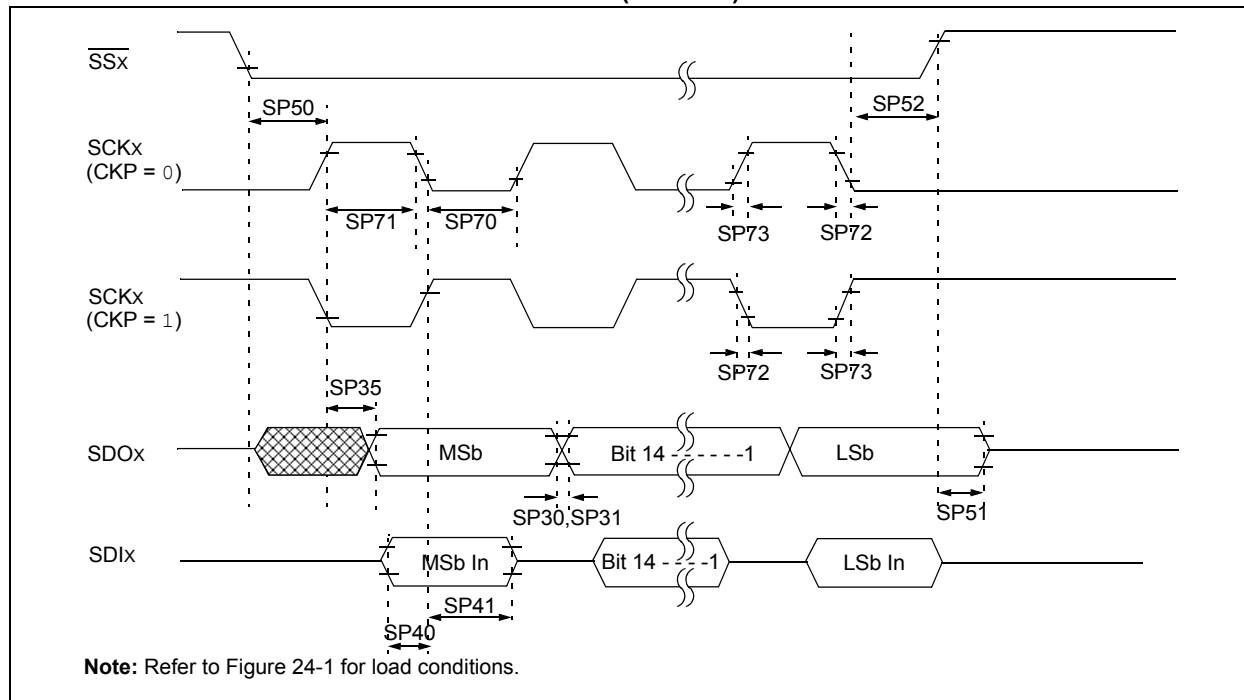 SSx
SP50
SP52
SCKx
(CKP = 0)
SP71
SP70
SP73
SP72
SCKx
(CKP = 1)
SP72
SP73
SP35
SDOx
MSb
Bit 14 - - - - - -1
LSb
SP30,SP31
SP51
SDIx
MSb In
Bit 14 - - - -1
LSb In
SP41
SP40
Note: Refer to Figure 24-1 for load conditions.